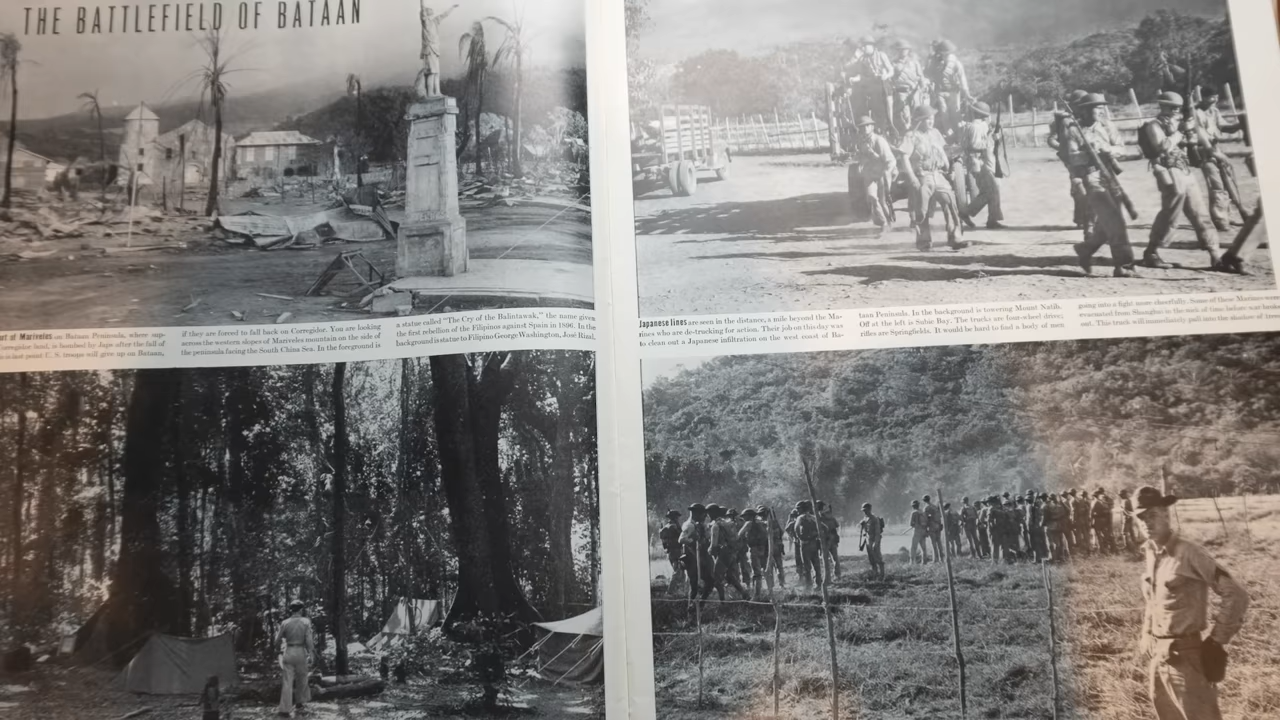 THE BATTLEFIELD OF BATAAN
of Mariveles on Bataan Peninsula, where sup-
late, is bombed by Japs after the fall of
point U. S. troops will give up on Bataan,
if they are forced to fall back on Corregidor. You are looking
across the western slopes of Mariveles mountain on the side of
the peninsula facing the South China Sea. In the foreground is
a statue called "The Cry of the Balintawak," the name given
the first rebellion of the Filipinos against Spain in 1896. In the
background is statue to Filipino George Washington, José Rizal.
Japanese lines are seen in the distance, a mile beyond the Ma-
rines who are de-trucking for action. Their job on this day was
to clean out a Japanese infiltration on the west coast of Ba-
taan Peninsula. In the background is towering Mount Natib.
Off at the left is Subic Bay. The trucks are four-wheel drive;
rifles are Springfields. It would be hard to find a body of men
going into a fight more cheerfully. Some of these Marines
evacuated from Shanghai in the nick of time before war
out. This truck will immediately pull into the shadow of